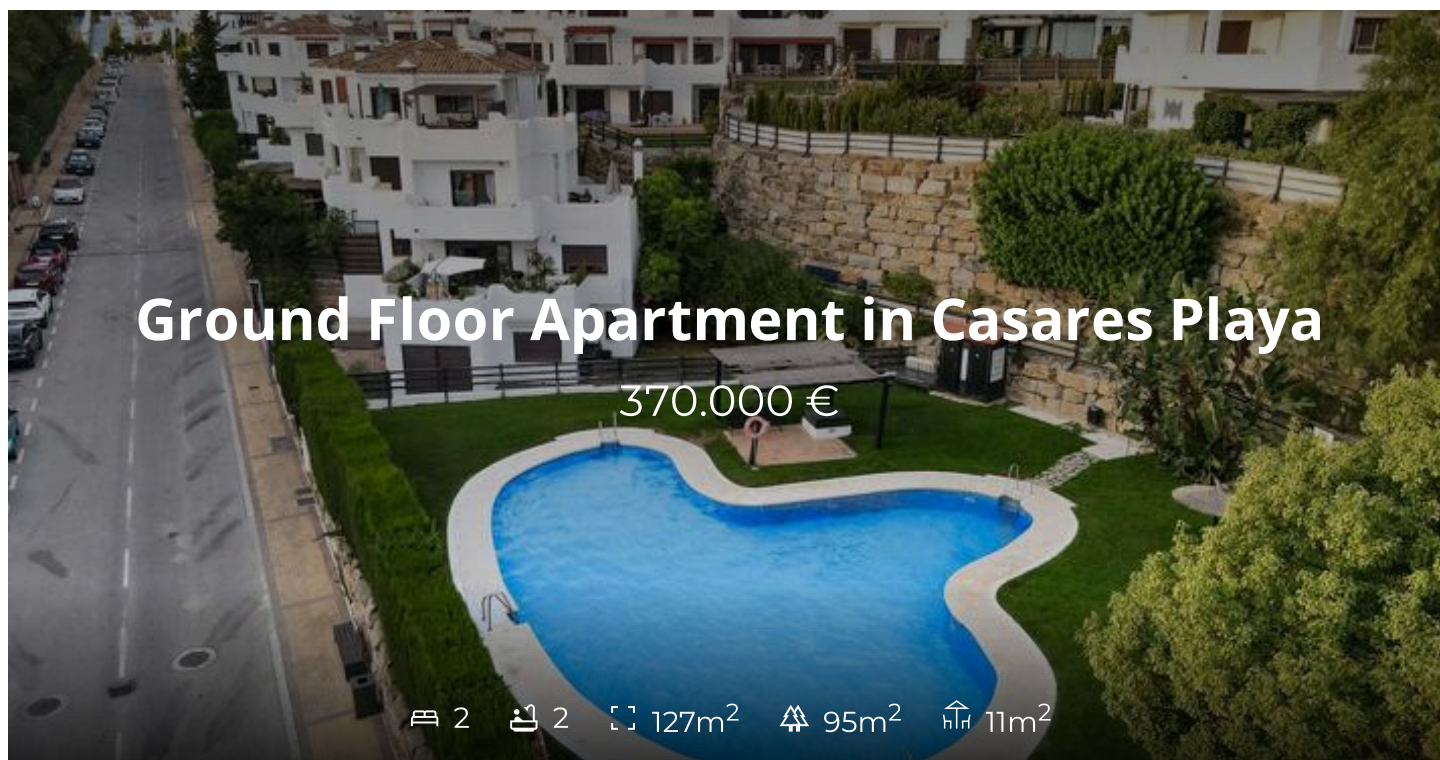 Ground Floor Apartment in Casares Playa
370.000 €
2 2 127m² 95m² 11m²